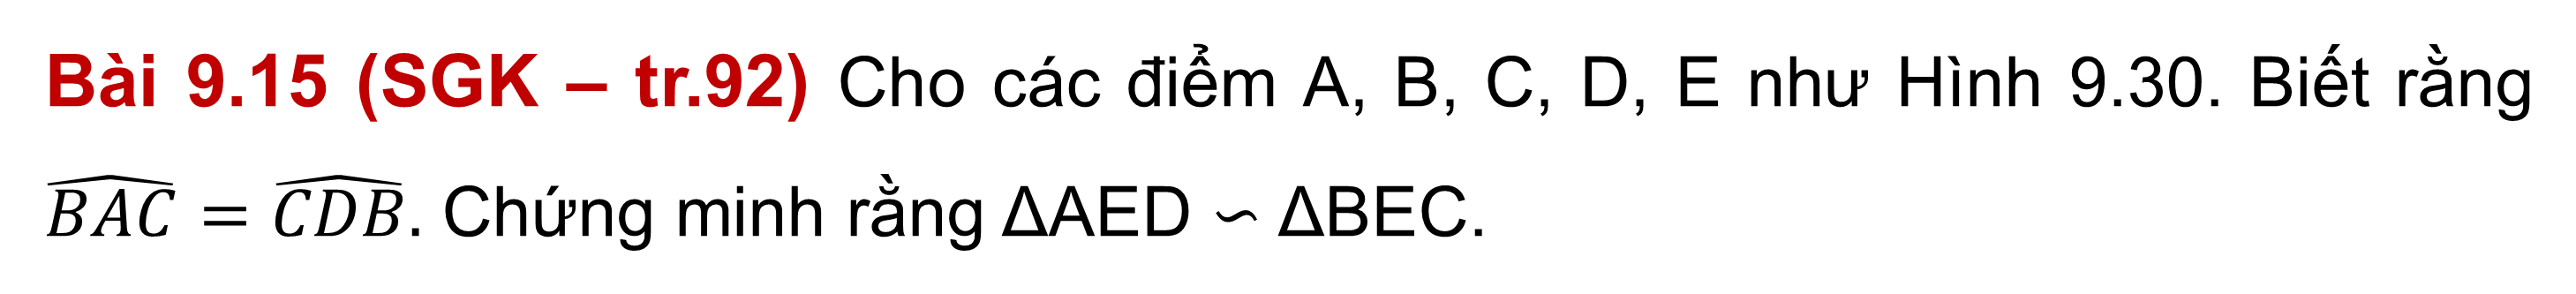 Bài 9.15 (SGK – tr.92) Cho các điểm A, B, C, D, E như Hình 9.30. Biết rằng
$\widehat{BAC} = \widehat{CDB}$. Chứng minh rằng ΔAED ∽ ΔBEC.